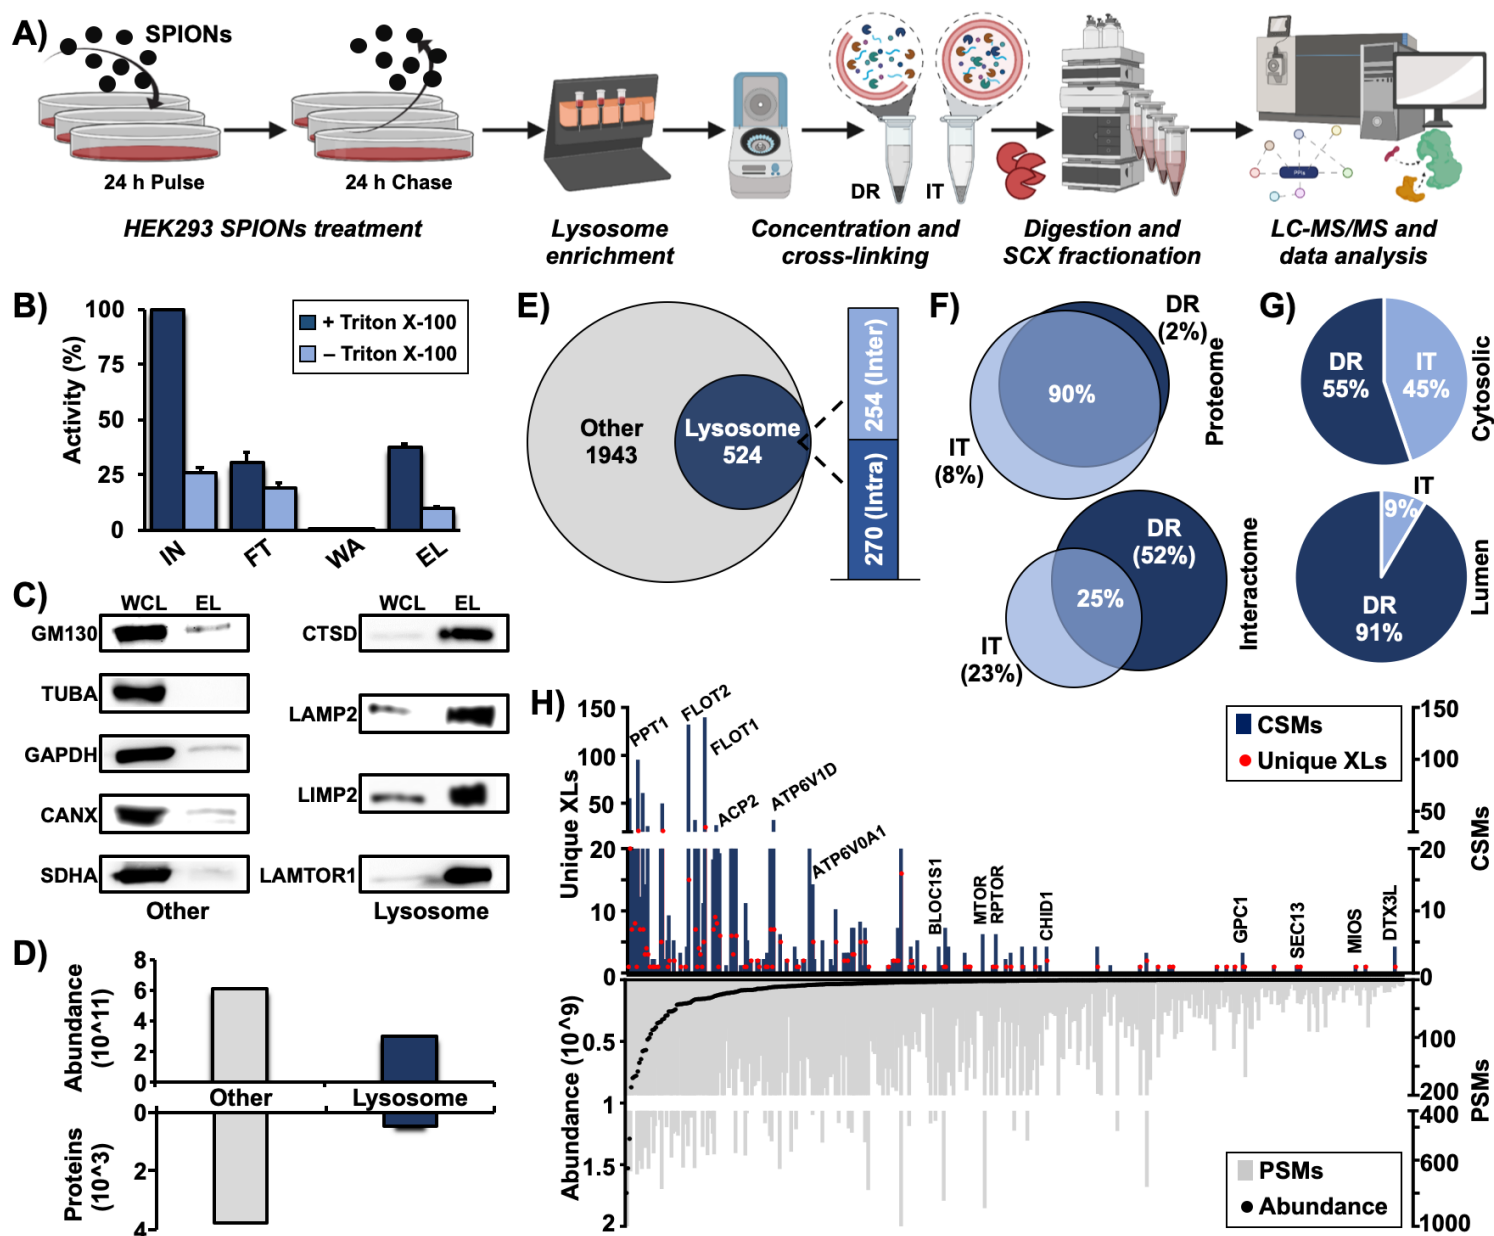 A)
SPIONs
24 h Pulse
24 h Chase
DR
IT
PPIs
HEK293 SPIONs treatment
Lysosome
enrichment
Concentration and
cross-linking
Digestion and
SCX fractionation
LC-MS/MS and
data analysis
B)
Activity (%)
100
75
50
25
0
+ Triton X-100
– Triton X-100
IN
FT
WA
EL
C)
WCL
EL
GM130
TUBA
GAPDH
CANX
SDHA
Other
WCL
EL
CTSD
LAMP2
LIMP2
LAMTOR1
Lysosome
D)
Abundance
(10^11)
8
6
4
2
0
Other
Lysosome
Proteins
(10^3)
0
2
4
E)
Other
1943
Lysosome
524
254 (Inter)
270 (Intra)
F)
DR
(2%)
90%
IT
(8%)
Proteome
DR
(52%)
25%
IT
(23%)
Interactome
G)
DR
55%
IT
45%
Cytosolic
IT
9%
DR
91%
Lumen
H)
Unique XLs
150
100
50
20
10
0
PPT1
FLOT2
FLOT1
ACP2
ATP6V1D
ATP6V0A1
BLOC1S1
MTOR
RPTOR
CHID1
GPC1
SEC13
MIOS
DTX3L
CSMs
Unique XLs
150
100
50
20
10
0
CSMs
Abundance (10^9)
0
0.5
1
1.5
2
PSMs
Abundance
0
100
200
400
600
1000
PSMs